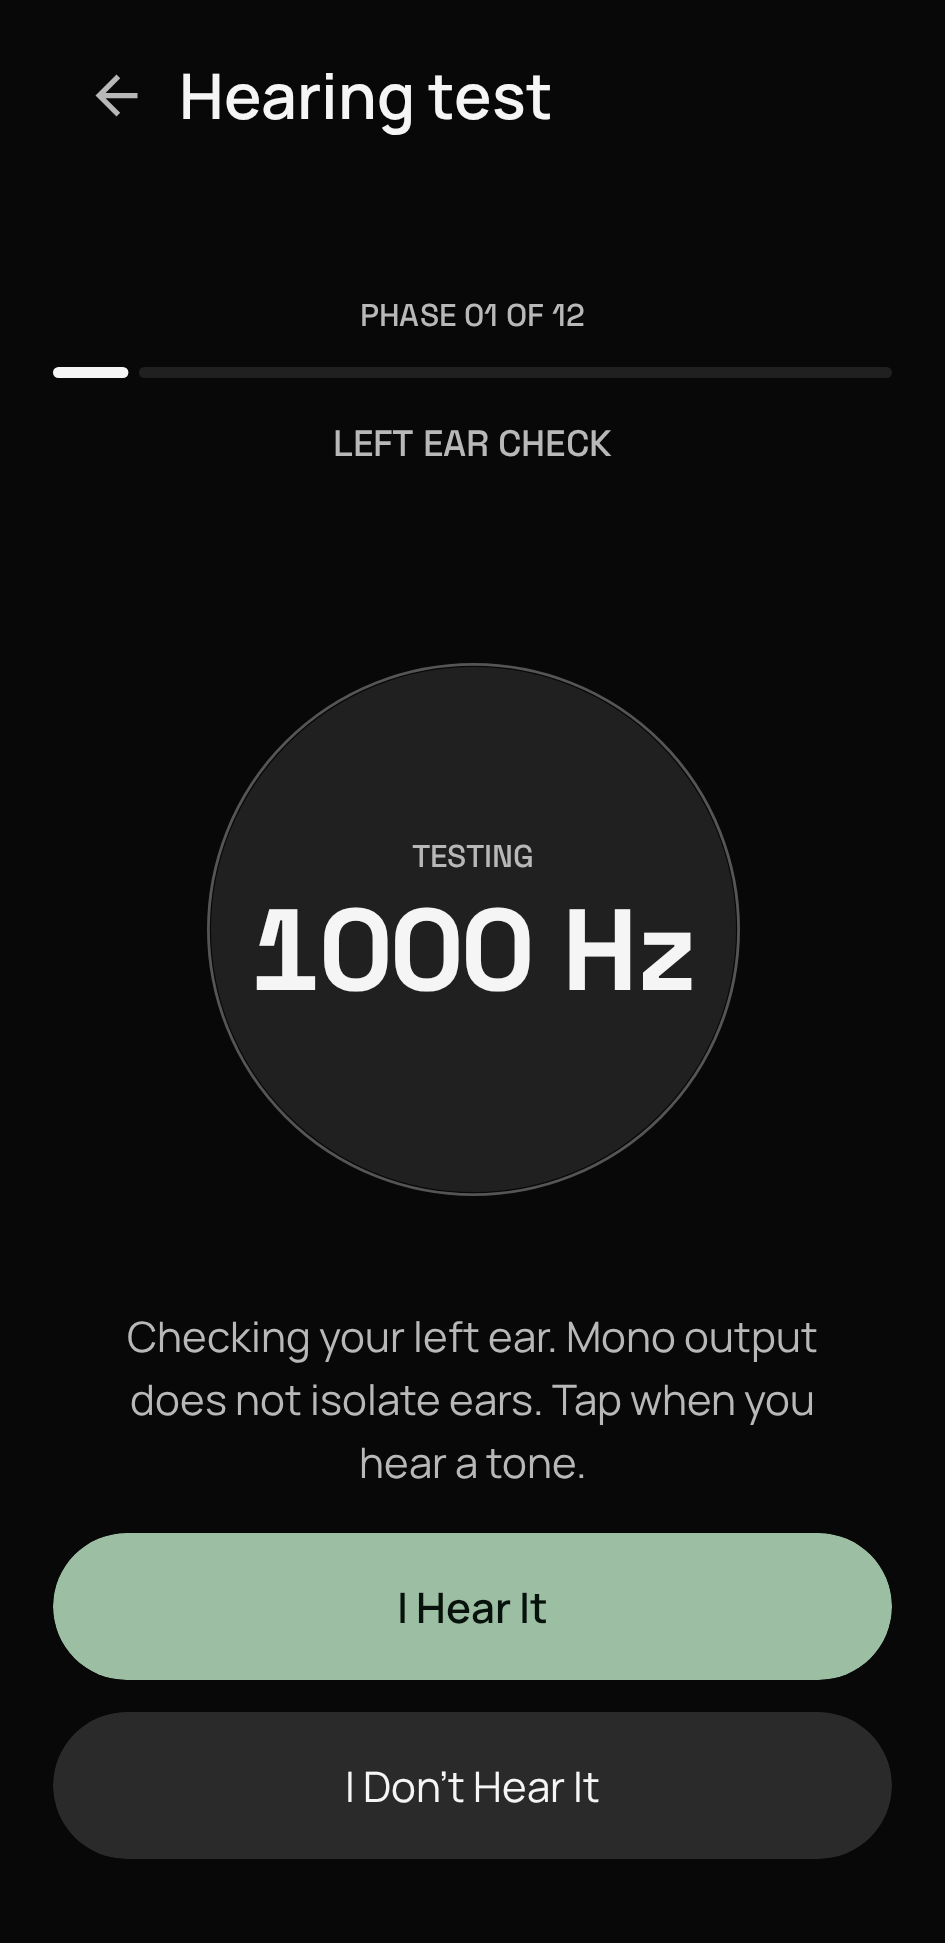 Hearing test
PHASE 01 OF 12
LEFT EAR CHECK
TESTING
1000 Hz
Checking your left ear. Mono output
does not isolate ears. Tap when you
hear a tone.
I Hear It
I Don’t Hear It